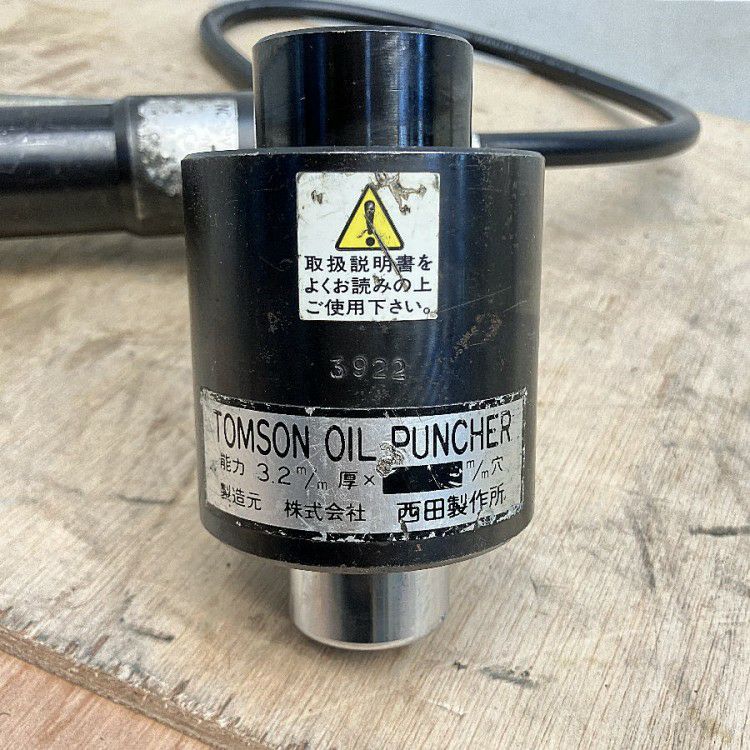 取扱説明書を
よくお読みの上
ご使用下さい。
3922
TOMSON OIL PUNCHER
能力 3.2m/m 厚× m/m穴
製造元 株式会社 西田製作所